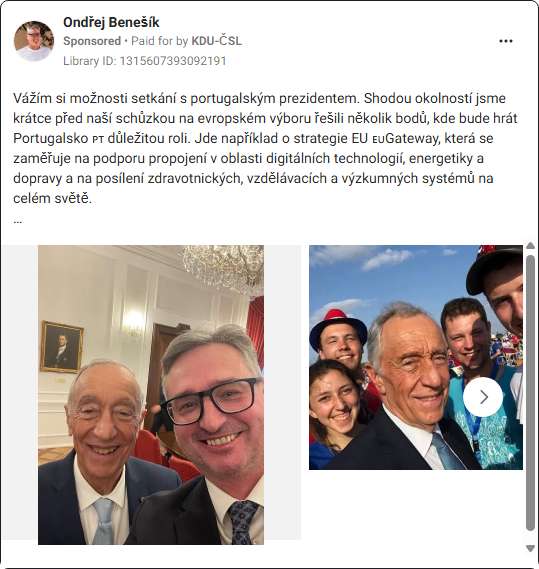 Ondřej Benešík
Sponsored • Paid for by KDU-ČSL
Library ID: 1315607393092191
Vážím si možnosti setkání s portugalským prezidentem. Shodou okolností jsme
krátce před naší schůzkou na evropském výboru řešili několik bodů, kde bude hrát
Portugalsko ᴘᴛ důležitou roli. Jde například o strategie EU ᴇᴜGateway, která se
zaměřuje na podporu propojení v oblasti digitálních technologií, energetiky a
dopravy a na posílení zdravotnických, vzdělávacích a výzkumných systémů na
celém světě.
...